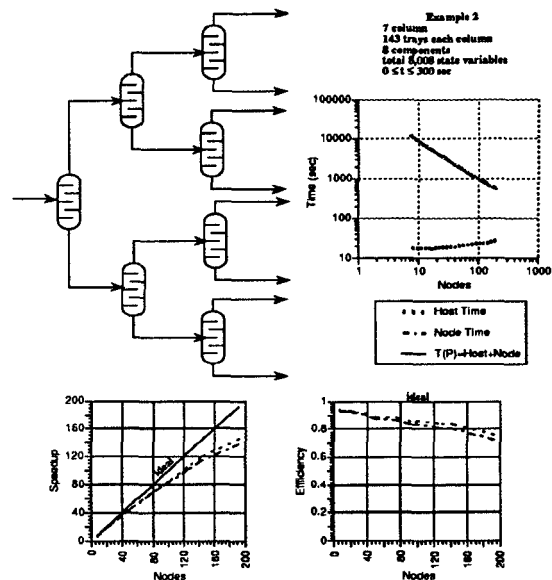 Example 2
7 column
143 trays each column
8 components
total 8,008 state variables
0 ≤ t ≤ 300 sec
100000
10000
1000
100
10
Time (sec)
1
10
100
1000
Nodes
Host Time
Node Time
T(P)=Host+Node
200
160
120
80
40
0
Speedup
ideal
0
40
80
120
160
200
Nodes
ideal
1
0.8
0.6
0.4
0.2
0
Efficiency
0
40
80
120
160
200
Nodes